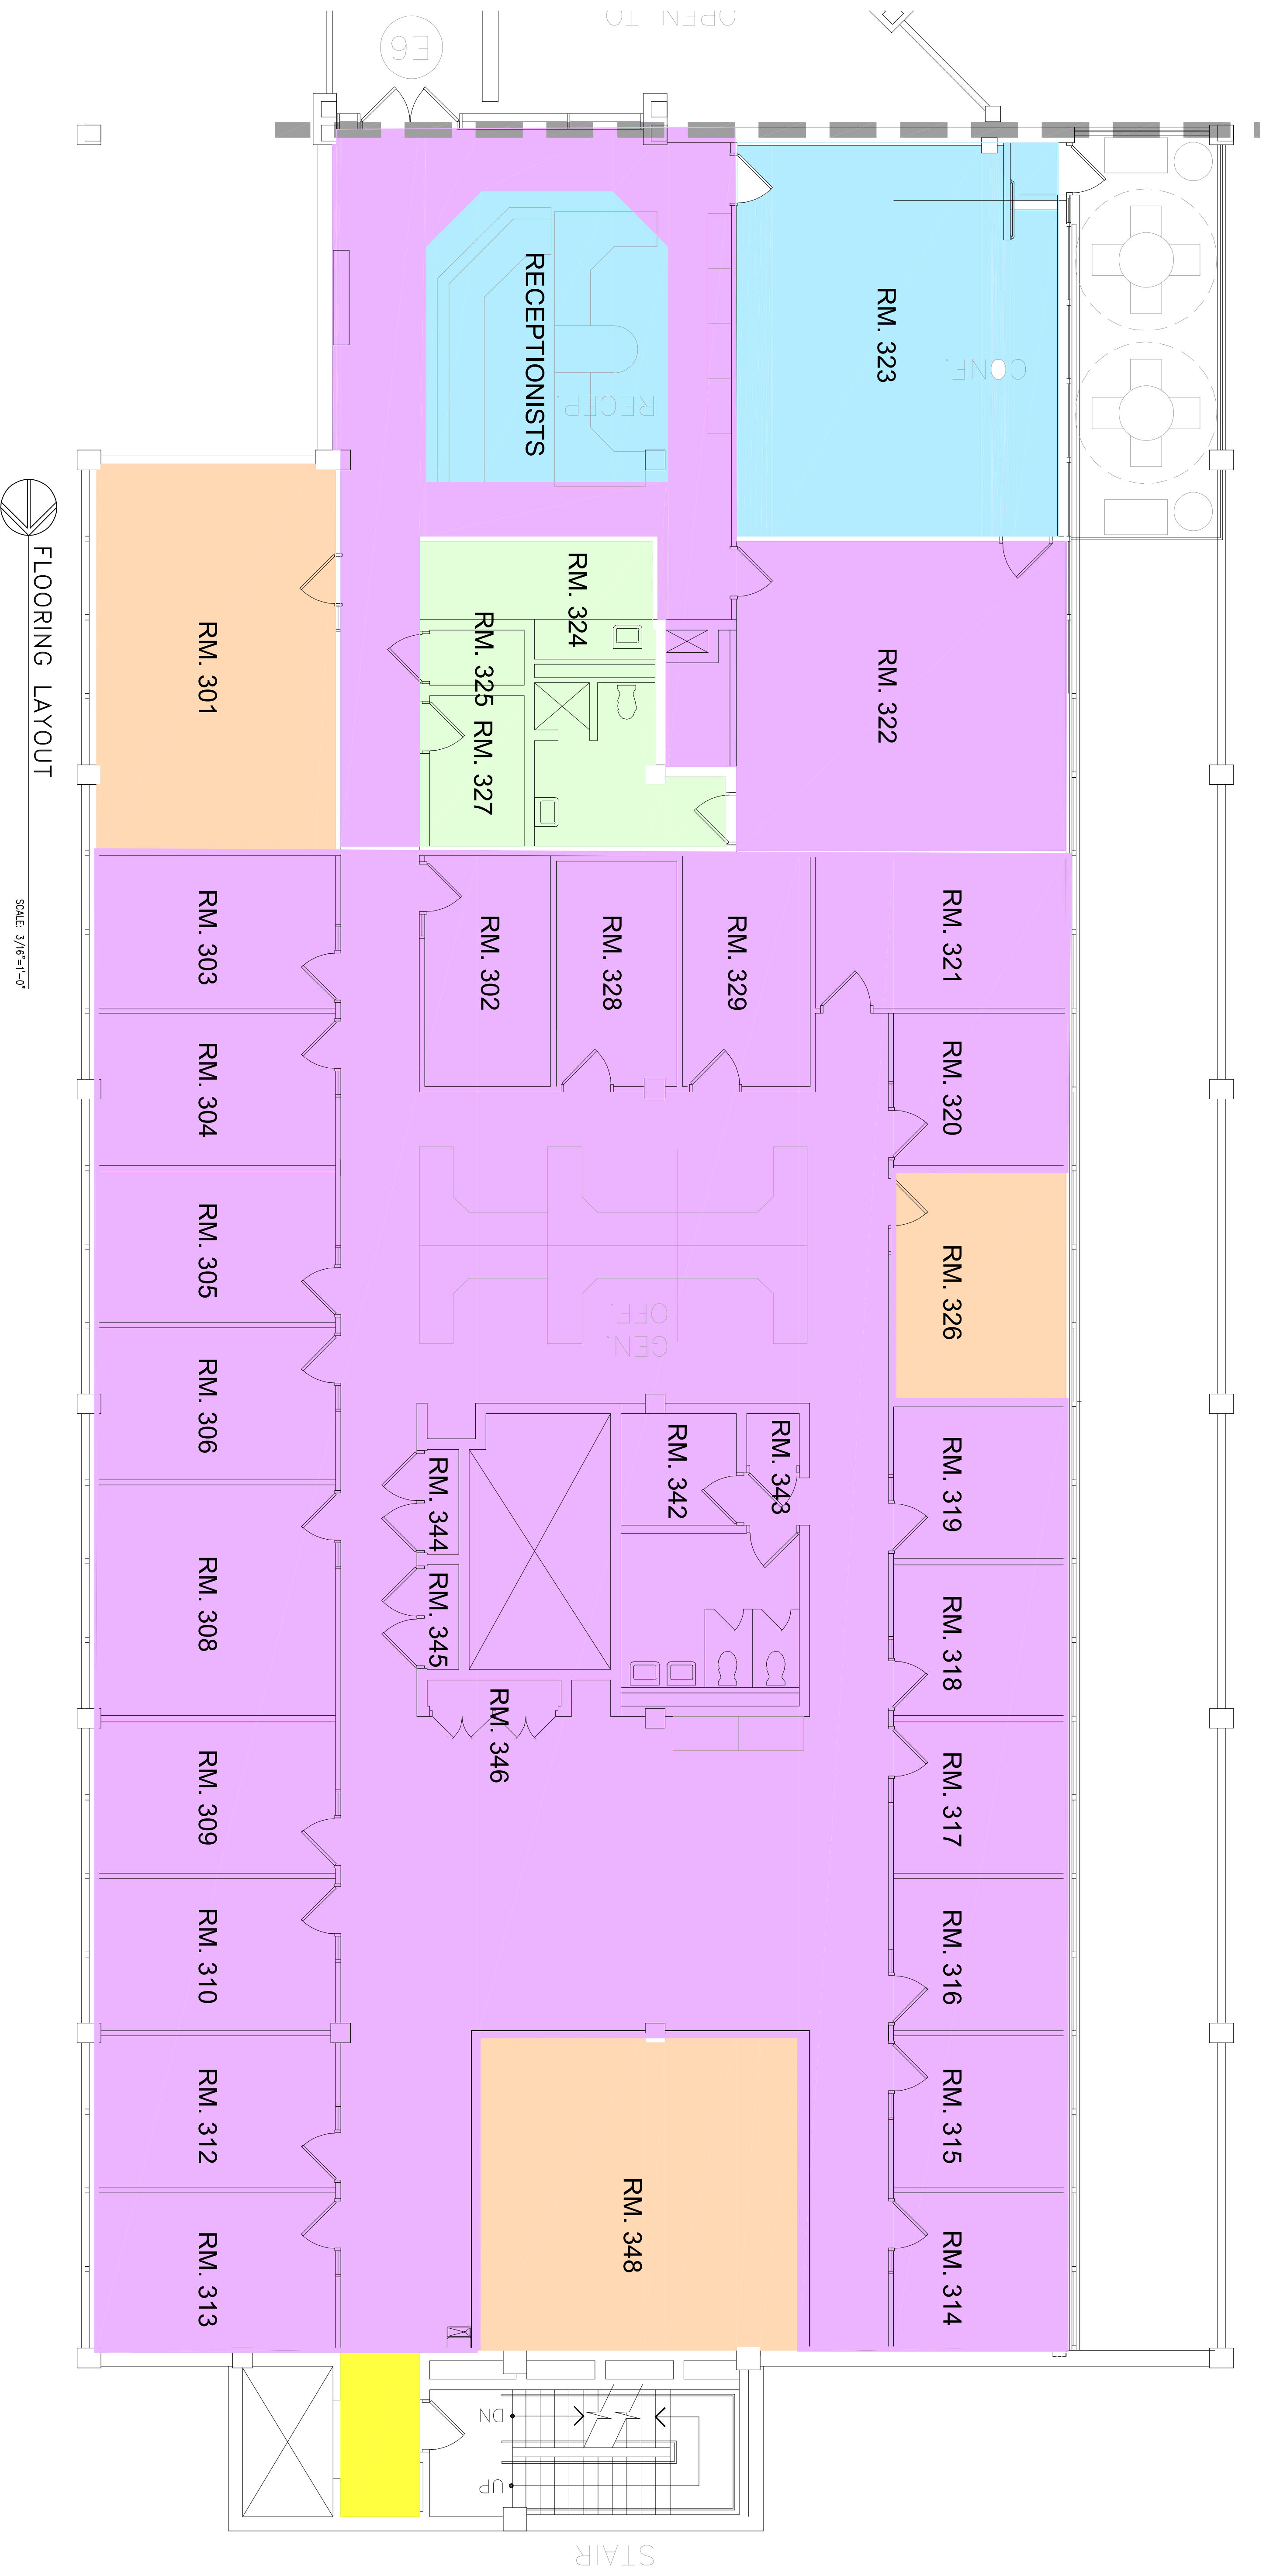 OPEN TO
E6
RECEPTIONISTS
RECEP.
RM. 323
CONF.
RM. 301
RM. 324
RM. 325
RM. 327
RM. 322
FLOORING LAYOUT
SCALE: 3/16"=1'-0"
RM. 303
RM. 302
RM. 328
RM. 329
RM. 321
RM. 304
RM. 320
RM. 305
RM. 326
GEN.
OFF.
RM. 306
RM. 344
RM. 342
RM. 343
RM. 319
RM. 308
RM. 345
RM. 318
RM. 346
RM. 309
RM. 317
RM. 310
RM. 316
RM. 312
RM. 315
RM. 348
RM. 313
RM. 314
DN
UP
STAIR